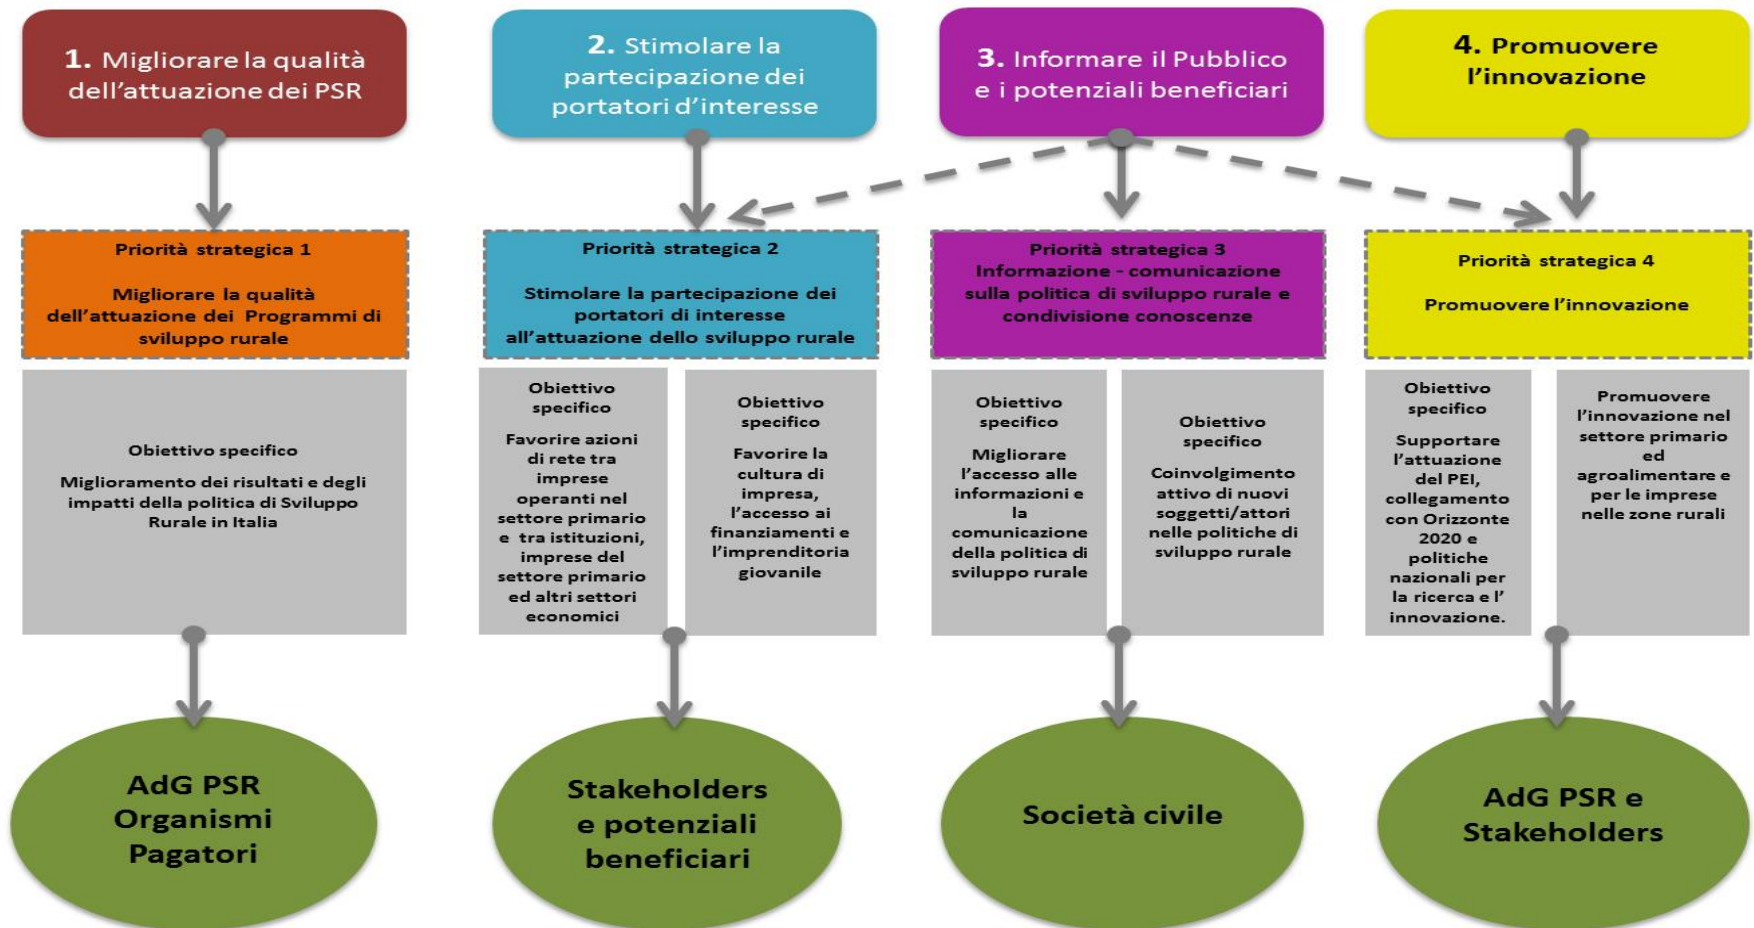 1. Migliorare la qualità
dell'attuazione dei PSR
2. Stimolare la
partecipazione dei
portatori d'interesse
3. Informare il Pubblico
e i potenziali beneficiari
4. Promuovere
l'innovazione
Priorità strategica 1
Migliorare la qualità
dell'attuazione dei Programmi di
sviluppo rurale
Priorità strategica 2
Stimolare la partecipazione dei
portatori di interesse
all'attuazione dello sviluppo rurale
Priorità strategica 3
Informazione - comunicazione
sulla politica di sviluppo rurale e
condivisione conoscenze
Priorità strategica 4
Promuovere l'innovazione
Obiettivo specifico
Miglioramento dei risultati e degli
impatti della politica di Sviluppo
Rurale in Italia
Obiettivo
specifico
Favorire azioni
di rete tra
imprese
operanti nel
settore primario
e tra istituzioni,
imprese del
settore primario
ed altri settori
economici
Obiettivo
specifico
Favorire la
cultura di
impresa,
l'accesso ai
finanziamenti e
l'imprenditoria
giovanile
Obiettivo
specifico
Migliorare
l'accesso alle
informazioni e
la
comunicazione
della politica di
sviluppo rurale
Obiettivo
specifico
Coinvolgimento
attivo di nuovi
soggetti/attori
nelle politiche di
sviluppo rurale
Obiettivo
specifico
Supportare
l'attuazione
del PEI,
collegamento
con Orizzonte
2020 e
politiche
nazionali per
la ricerca e l'
innovazione.
Promuovere
l'innovazione nel
settore primario
ed
agroalimentare e
per le imprese
nelle zone rurali
AdG PSR
Organismi
Pagatori
Stakeholders
e potenziali
beneficiari
Società civile
AdG PSR e
Stakeholders